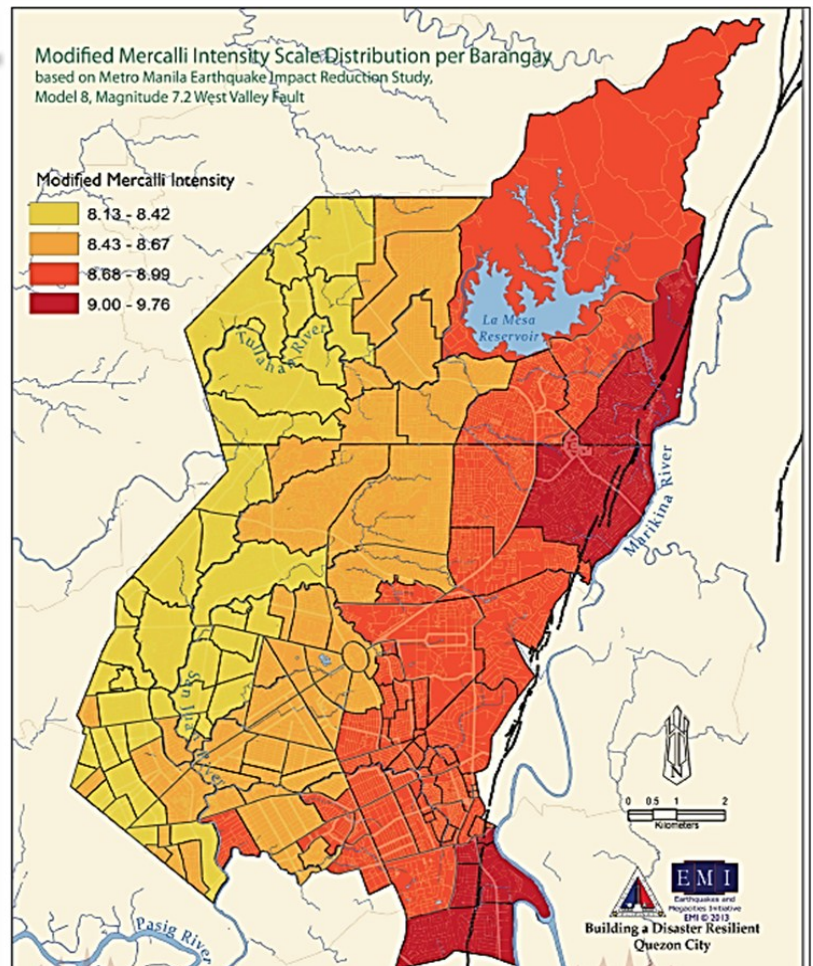 Modified Mercalli Intensity Scale Distribution per Barangay
based on Metro Manila Earthquake Impact Reduction Study,
Model 8, Magnitude 7.2 West Valley Fault
Modified Mercalli Intensity
8.13 - 8.42
8.43 - 8.67
8.68 - 8.99
9.00 - 9.76
La Mesa
Reservoir
Tullahan River
Marikina River
San Juan River
N
0 0.5 1 2
Kilometers
EMI
Earthquakes and
Megacities Initiative
EMI © 2013
Building a Disaster Resilient
Quezon City
Pasig River